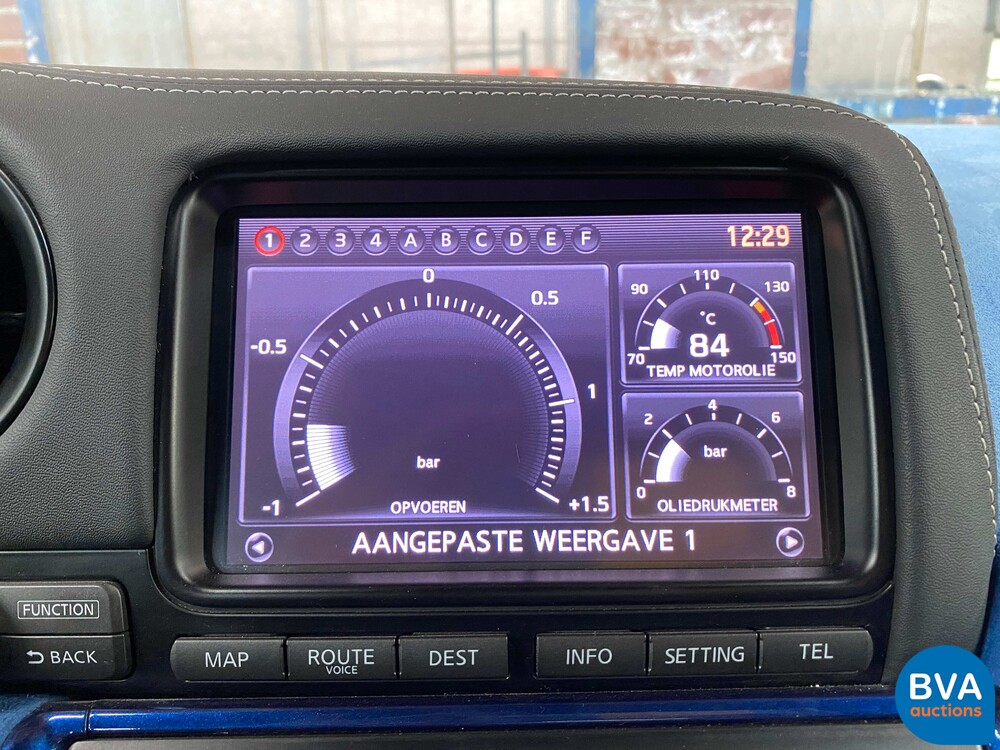 1 2 3 4 A B C D E F 12:29
0
-0.5 0.5
1
bar
-1 +1.5
OPVOEREN
110
90 130
°C
84
70 150
TEMP MOTOROLIE
4
2 6
bar
0 8
OLIEDRUKMETER
AANGEPASTE WEERGAVE 1
FUNCTION
BACK
MAP
ROUTE
VOICE
DEST
INFO
SETTING
TEL
BVA
auctions